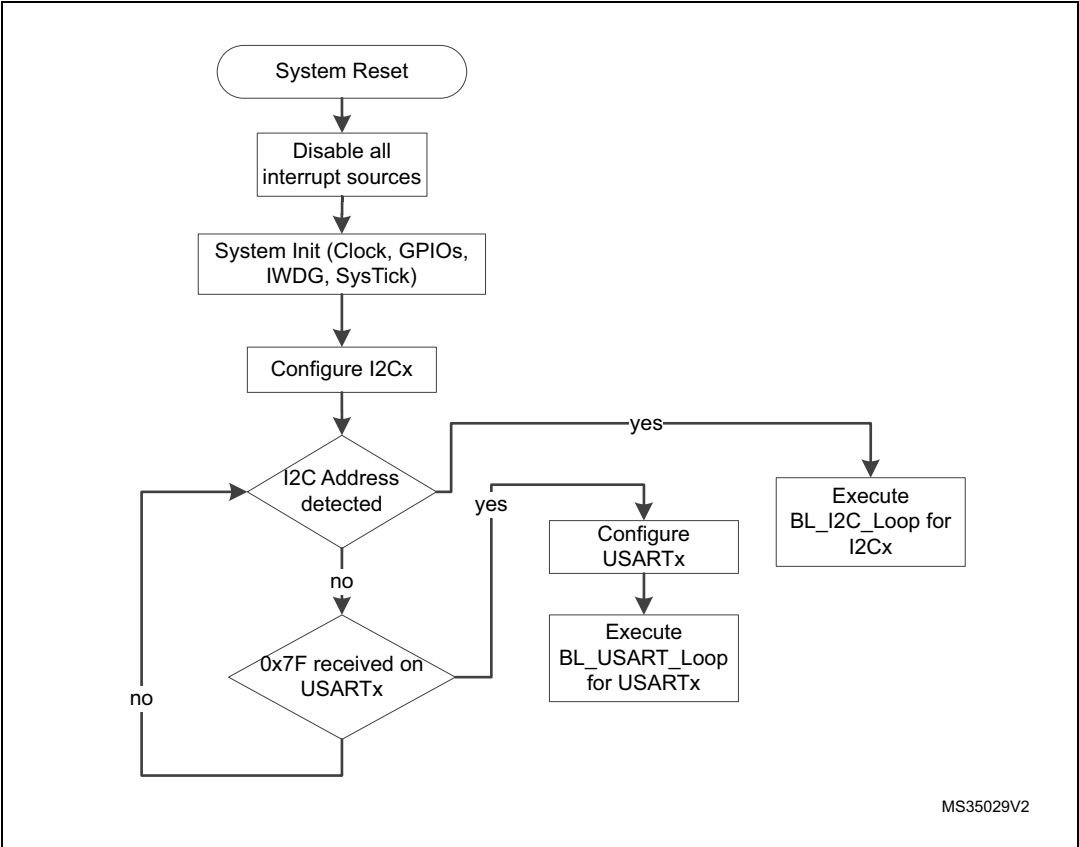 System Reset
Disable all
interrupt sources
System Init (Clock, GPIOs,
IWDG, SysTick)
Configure I2Cx
I2C Address
detected
yes
Execute
BL_I2C_Loop for
I2Cx
no
0x7F received on
USARTx
yes
Configure
USARTx
Execute
BL_USART_Loop
for USARTx
no
MS35029V2